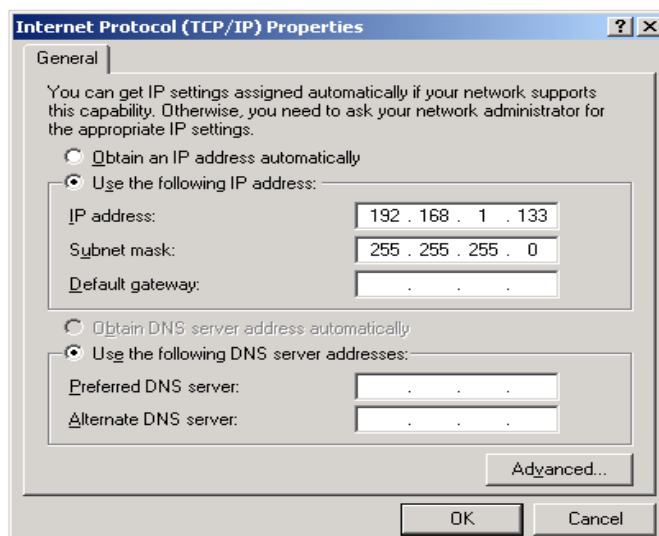 Internet Protocol (TCP/IP) Properties
General
You can get IP settings assigned automatically if your network supports
this capability. Otherwise, you need to ask your network administrator for
the appropriate IP settings.
Obtain an IP address automatically
Use the following IP address:
IP address: 192 . 168 . 1 . 133
Subnet mask: 255 . 255 . 255 . 0
Default gateway: . . .
Obtain DNS server address automatically
Use the following DNS server addresses:
Preferred DNS server: . . .
Alternate DNS server: . . .
Advanced...
OK Cancel